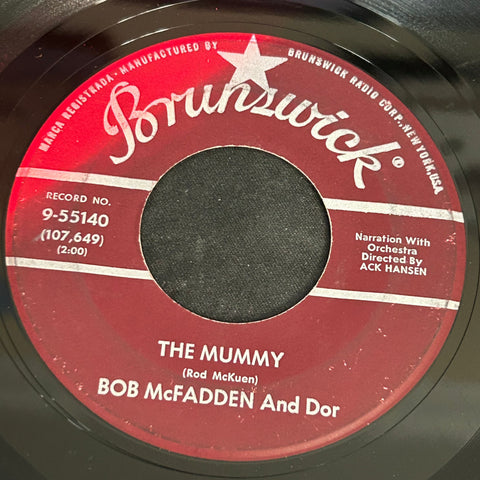 MARCA REGISTRADA • MANUFACTURED BY BRUNSWICK RADIO CORP., NEW YORK, USA
Brunswick®
RECORD NO.
9-55140
(107,649)
(2:00)
Narration With
Orchestra
Directed By
ACK HANSEN
THE MUMMY
(Rod McKuen)
BOB McFADDEN And Dor